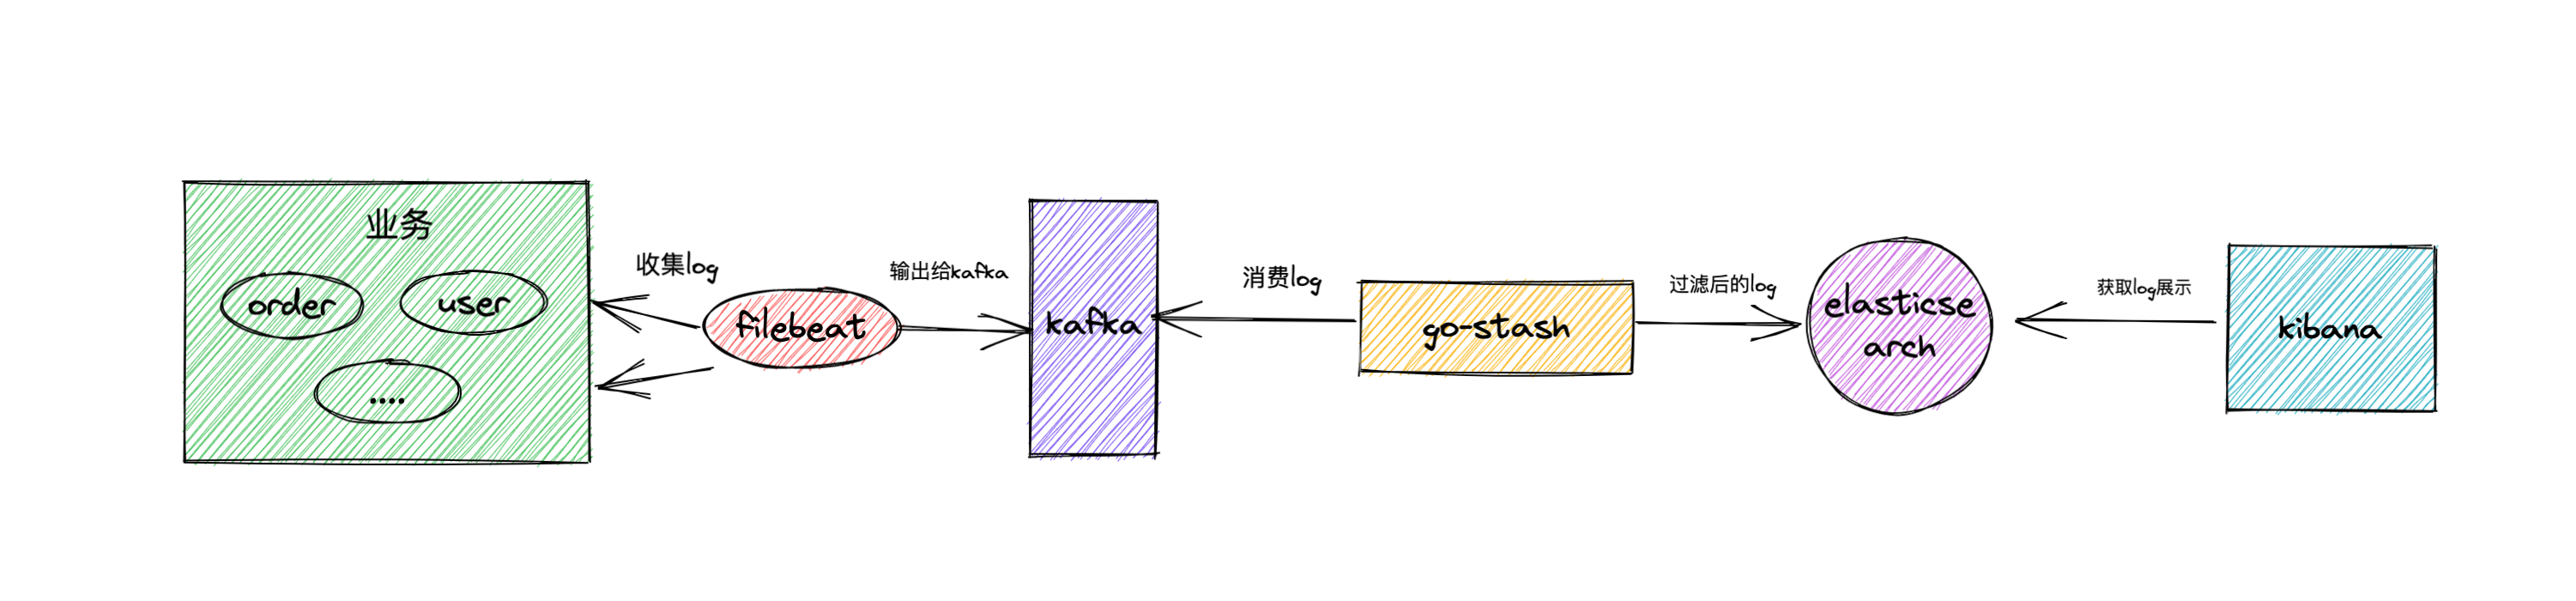 业务
order
user
....
收集log
filebeat
输出给kafka
kafka
消费log
go-stash
过滤后的log
elasticse
arch
获取log展示
kibana